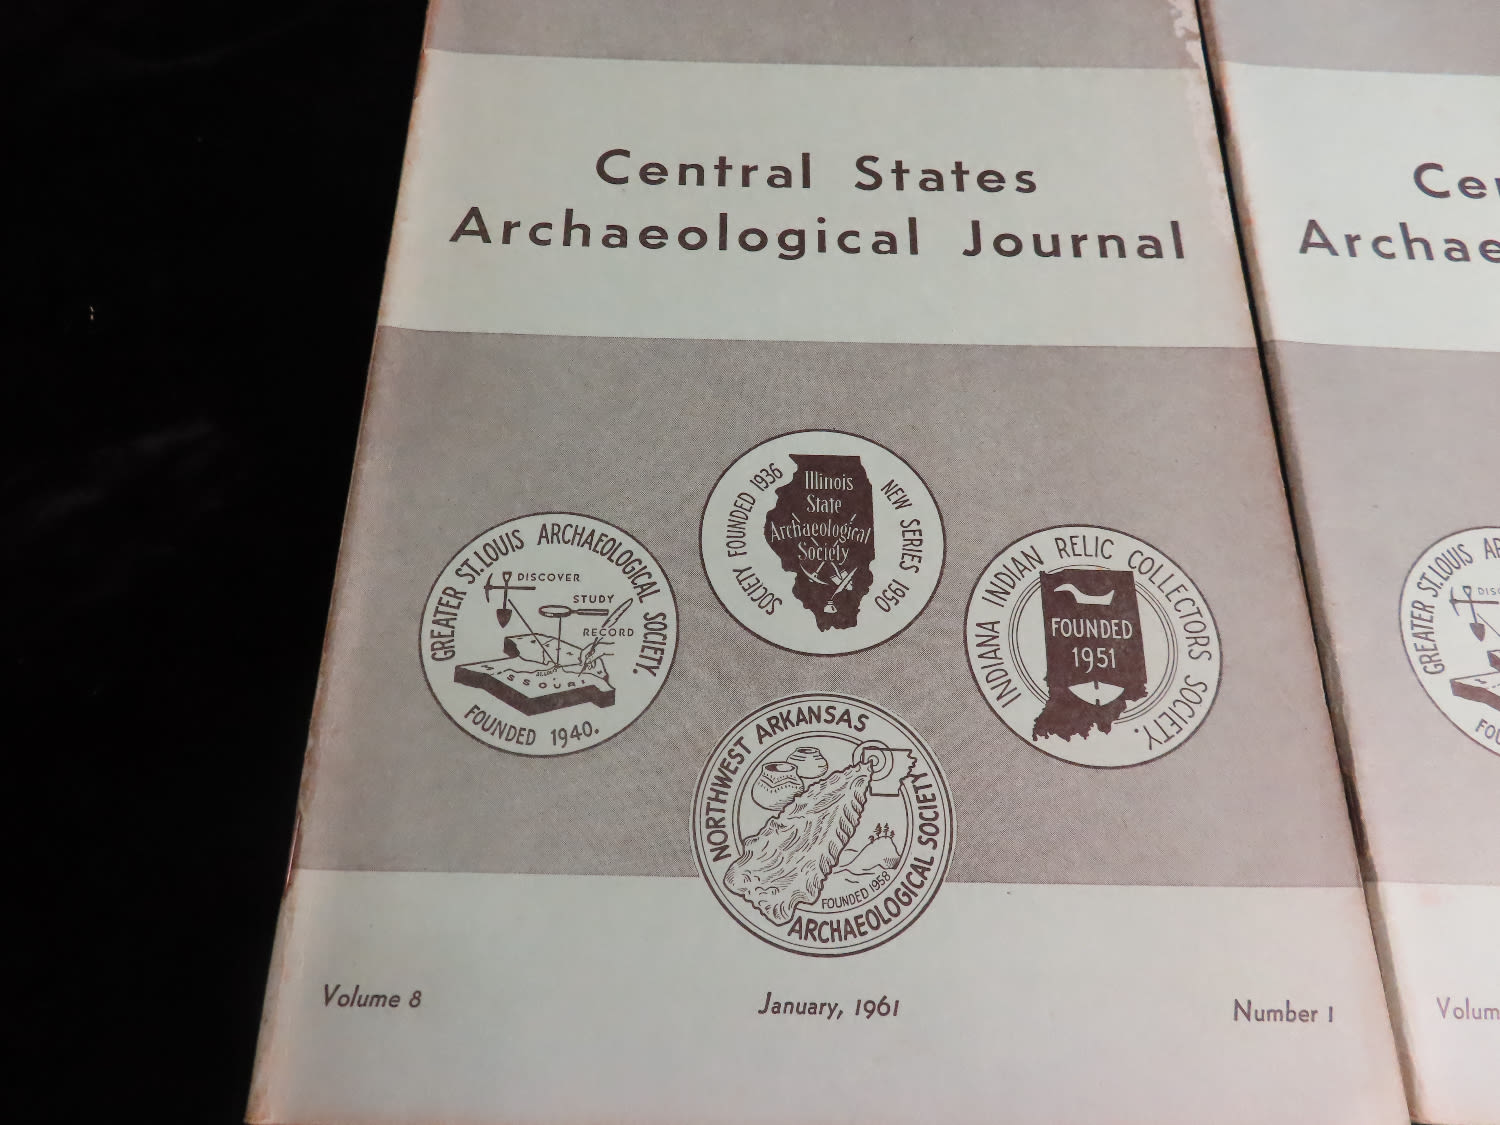 Central States
Archaeological Journal
SOCIETY FOUNDED 1936
NEW SERIES 1950
Illinois
State
Archaeological
Society
GREATER ST. LOUIS ARCHAEOLOGICAL SOCIETY.
DISCOVER
STUDY
RECORD
MISSOURI
FOUNDED 1940.
INDIANA INDIAN RELIC COLLECTORS SOCIETY.
FOUNDED
1951
NORTHWEST ARKANSAS
ARCHAEOLOGICAL SOCIETY
FOUNDED 1958
Volume 8
January, 1961
Number 1
Ce
Archae
GREATER ST. LOUIS
Volum